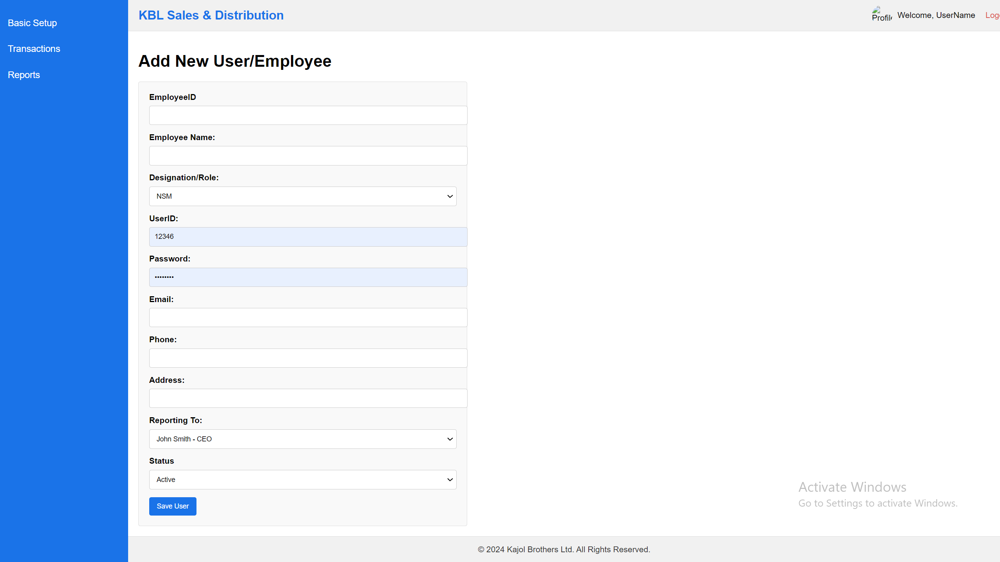 Basic Setup
Transactions
Reports
KBL Sales & Distribution
Welcome, UserName
Add New User/Employee
EmployeeID
Employee Name:
Designation/Role:
NSM
UserID:
12346
Password:
••••••••
Email:
Phone:
Address:
Reporting To:
John Smith - CEO
Status
Active
Save User
Activate Windows
Go to Settings to activate Windows.
© 2024 Kajol Brothers Ltd. All Rights Reserved.